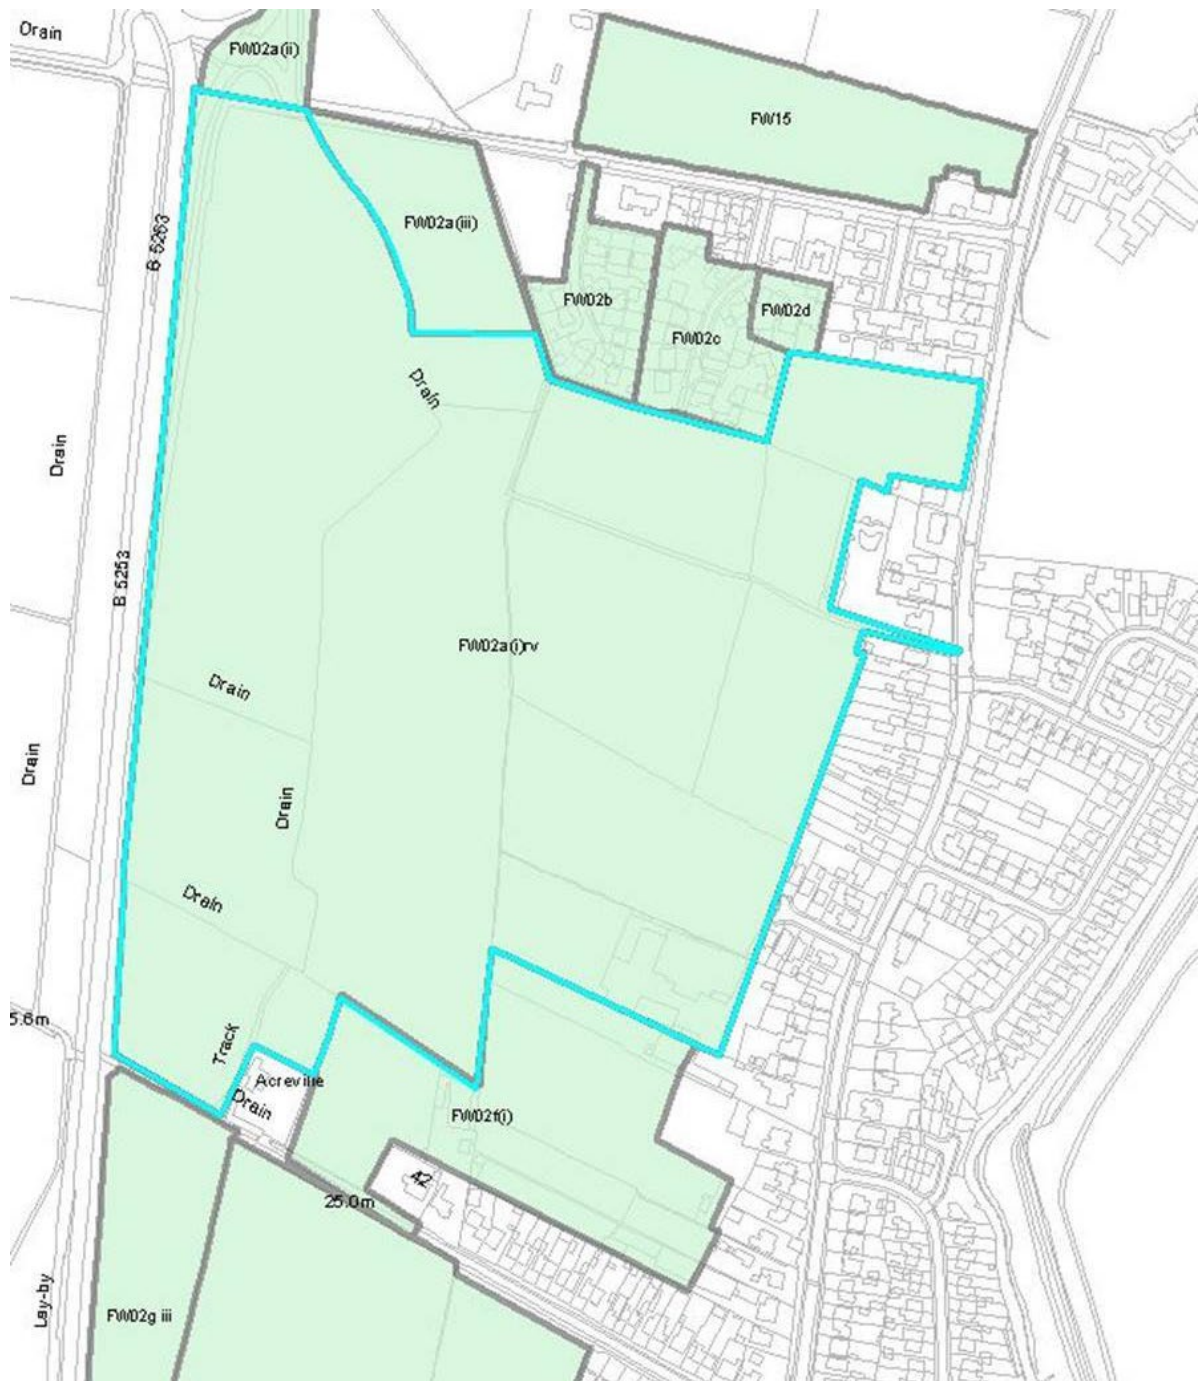 Drain
FW02a(ii)
FW15
B 5253
FW02a(iii)
FW02b
FW02d
FW02c
Drain
Drain
B 5253
FW02a(i)rv
Drain
Drain
Drain
Drain
5.6m
Track
Acreville
Drain
FW02f(i)
42
25.0m
Lay-by
FW02g iii